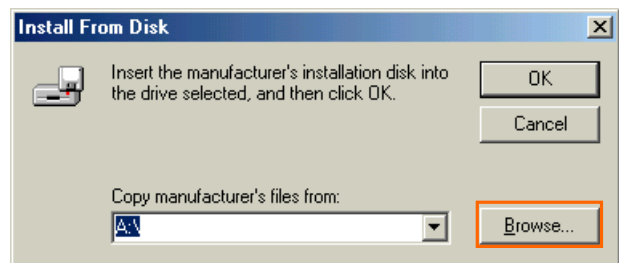 Install From Disk
Insert the manufacturer's installation disk into
the drive selected, and then click OK.
OK
Cancel
Copy manufacturer's files from:
A:\
Browse...